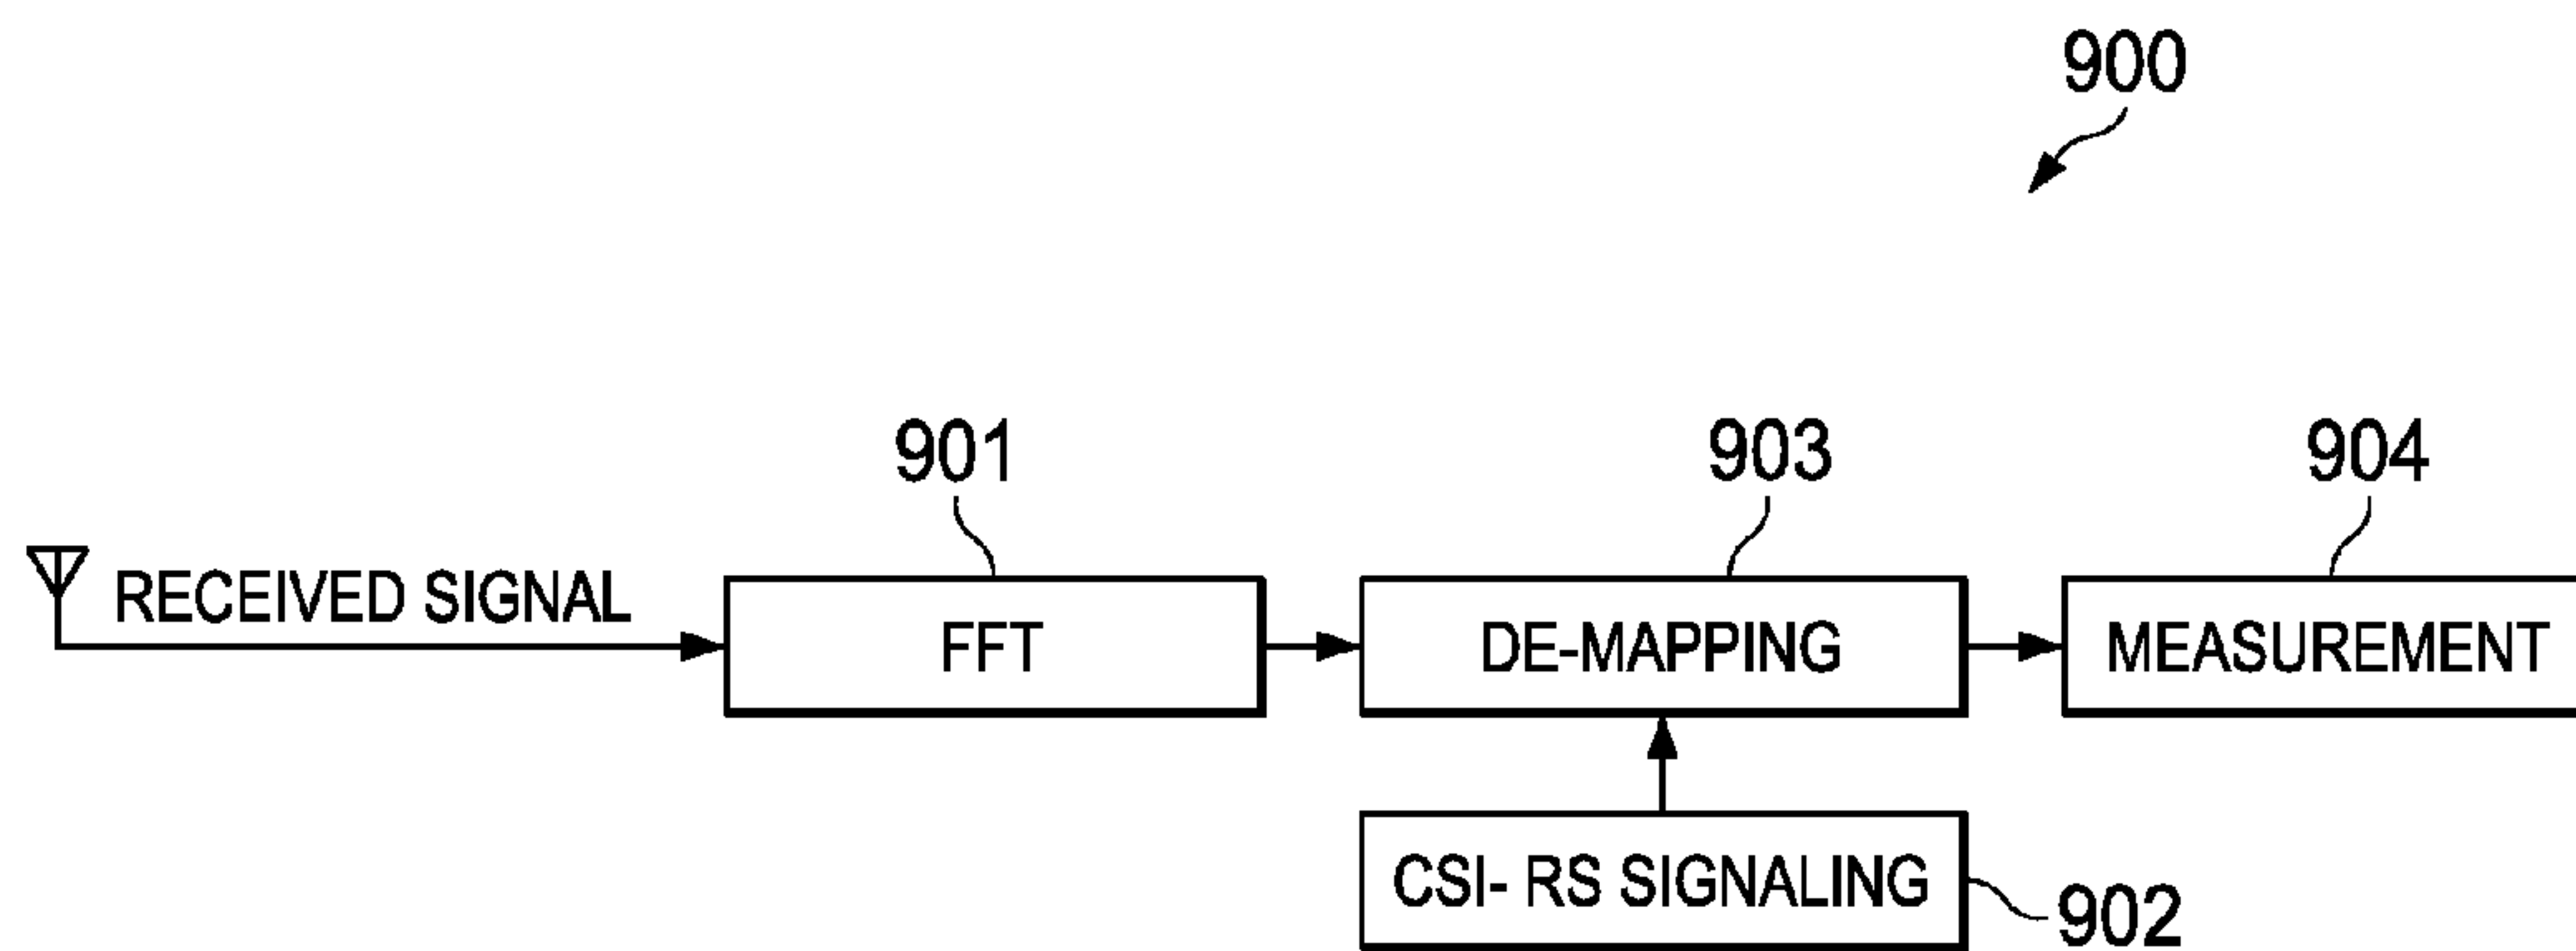 900
901
903
904
RECEIVED SIGNAL
FFT
DE-MAPPING
MEASUREMENT
CSI- RS SIGNALING
902